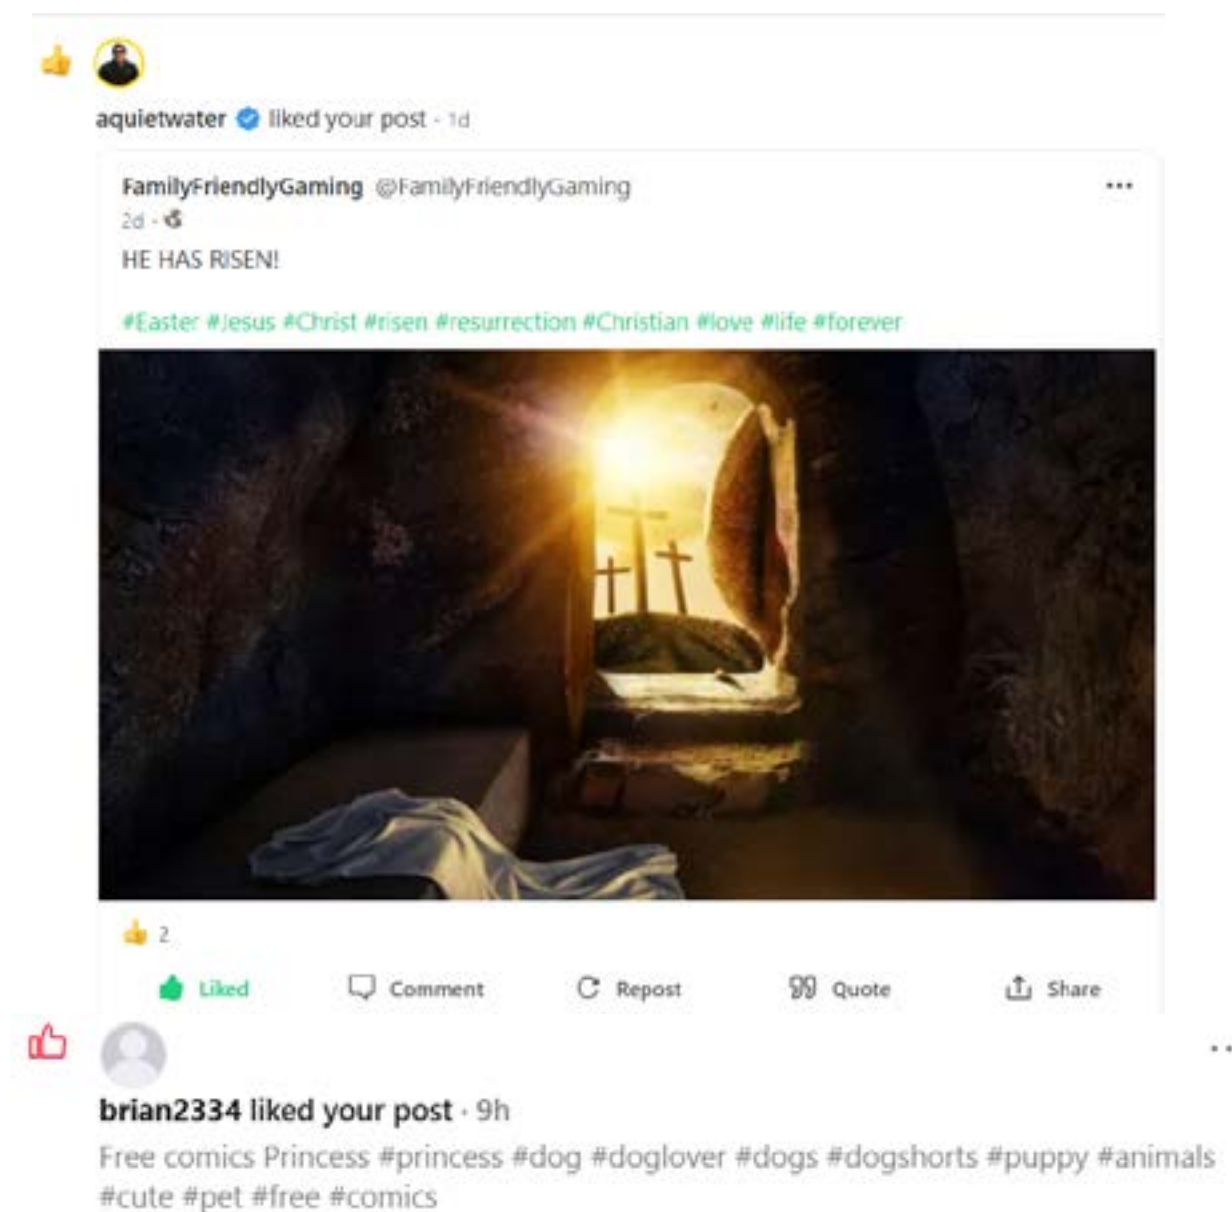 aquietwater liked your post - 1d
FamilyFriendlyGaming @FamilyFriendlyGaming
2d -
HE HAS RISEN!
#Easter #Jesus #Christ #risen #resurrection #Christian #love #life #forever
2
Liked Comment Repost Quote Share
brian2334 liked your post · 9h
Free comics Princess #princess #dog #doglover #dogs #dogshorts #puppy #animals
#cute #pet #free #comics